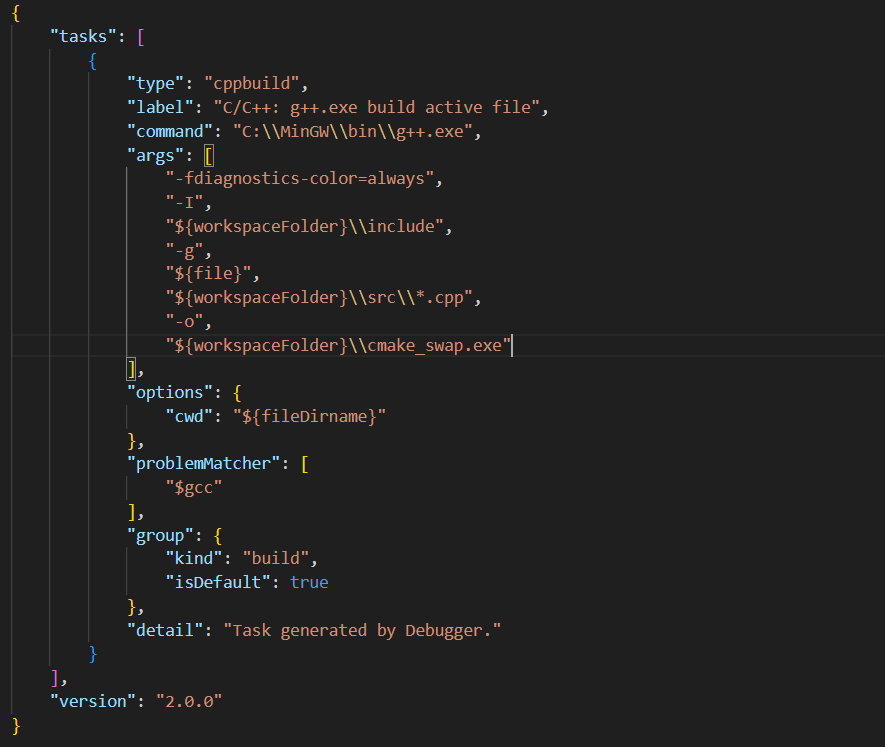 {
    "tasks": [
        {
            "type": "cppbuild",
            "label": "C/C++: g++.exe build active file",
            "command": "C:\\MinGW\\bin\\g++.exe",
            "args": [
                "-fdiagnostics-color=always",
                "-I",
                "${workspaceFolder}\\include",
                "-g",
                "${file}",
                "${workspaceFolder}\\src\\*.cpp",
                "-o",
                "${workspaceFolder}\\cmake_swap.exe"
            ],
            "options": {
                "cwd": "${fileDirname}"
            },
            "problemMatcher": [
                "$gcc"
            ],
            "group": {
                "kind": "build",
                "isDefault": true
            },
            "detail": "Task generated by Debugger."
        }
    ],
    "version": "2.0.0"
}